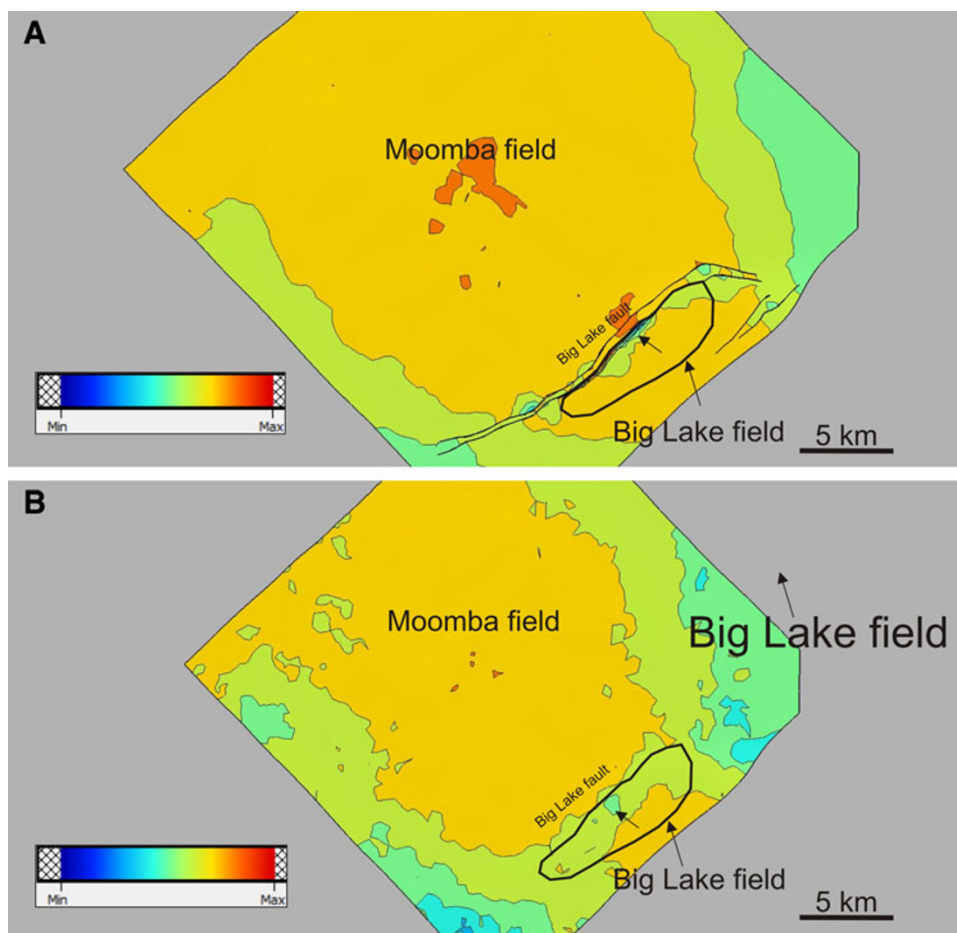 A
Moomba field
Big Lake fault
Min
Max
Big Lake field
5 km
B
Moomba field
Big Lake field
Big Lake fault
Min
Max
Big Lake field
5 km